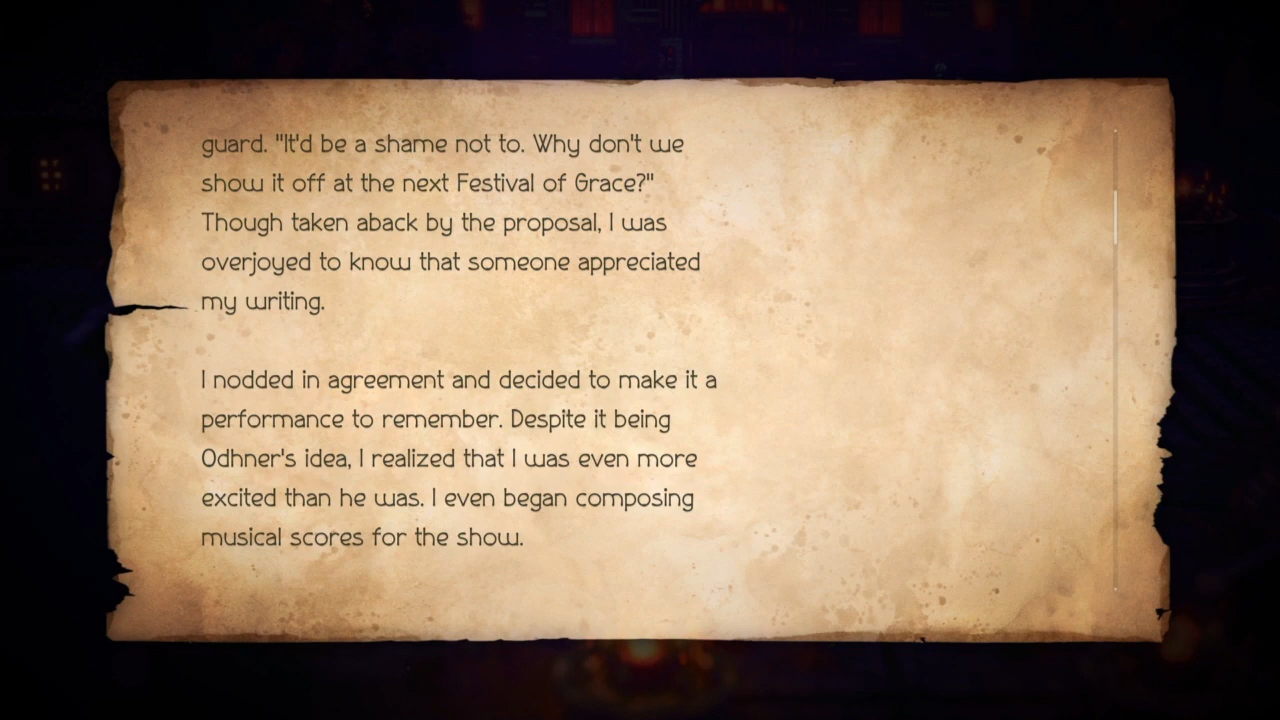 guard. "It'd be a shame not to. Why don't we
show it off at the next Festival of Grace?"
Though taken aback by the proposal, I was
overjoyed to know that someone appreciated
my writing.
I nodded in agreement and decided to make it a
performance to remember. Despite it being
Odhner's idea, I realized that I was even more
excited than he was. I even began composing
musical scores for the show.